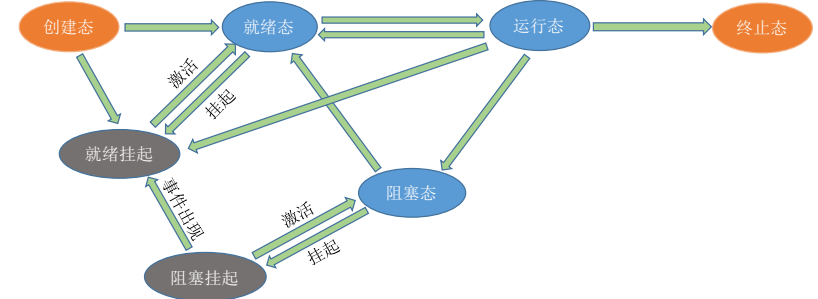 创建态
就绪态
运行态
终止态
激活
挂起
就绪挂起
事件出现
阻塞态
激活
挂起
阻塞挂起